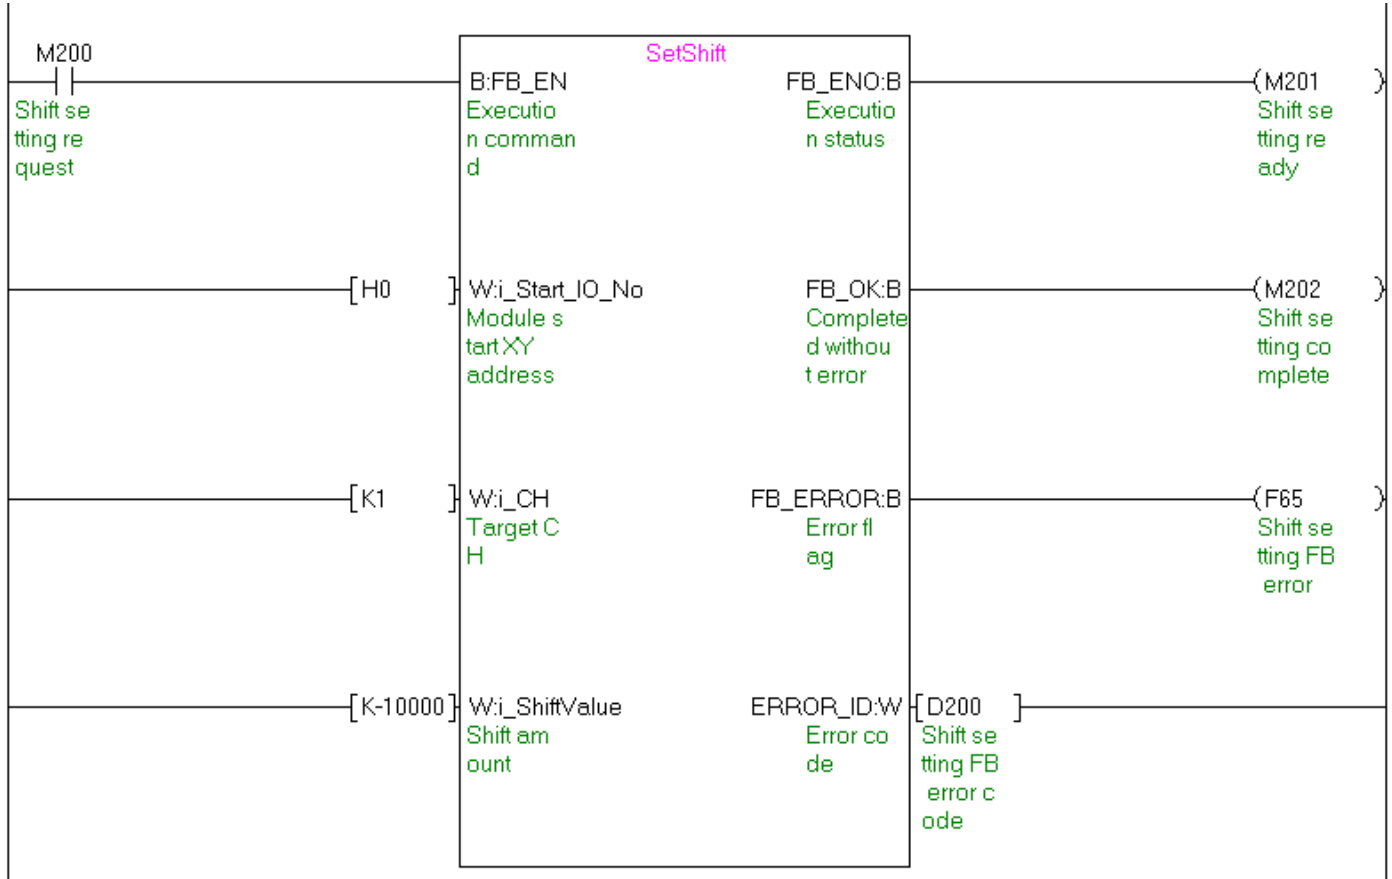 M200
SetShift
B:FB_EN FB_ENO:B (M201 )
Shift se Executio Executio Shift se
tting re n comman n status tting re
quest d ady
[H0 ] W:i_Start_IO_No FB_OK:B (M202 )
Module s Complete Shift se
tart XY d withou tting co
address t error mplete
[K1 ] W:i_CH FB_ERROR:B (F65 )
Target C Error fl Shift se
H ag tting FB
error
[K-10000] W:i_ShiftValue ERROR_ID:W [D200 ]
Shift am Error co Shift se
ount de tting FB
error c
ode